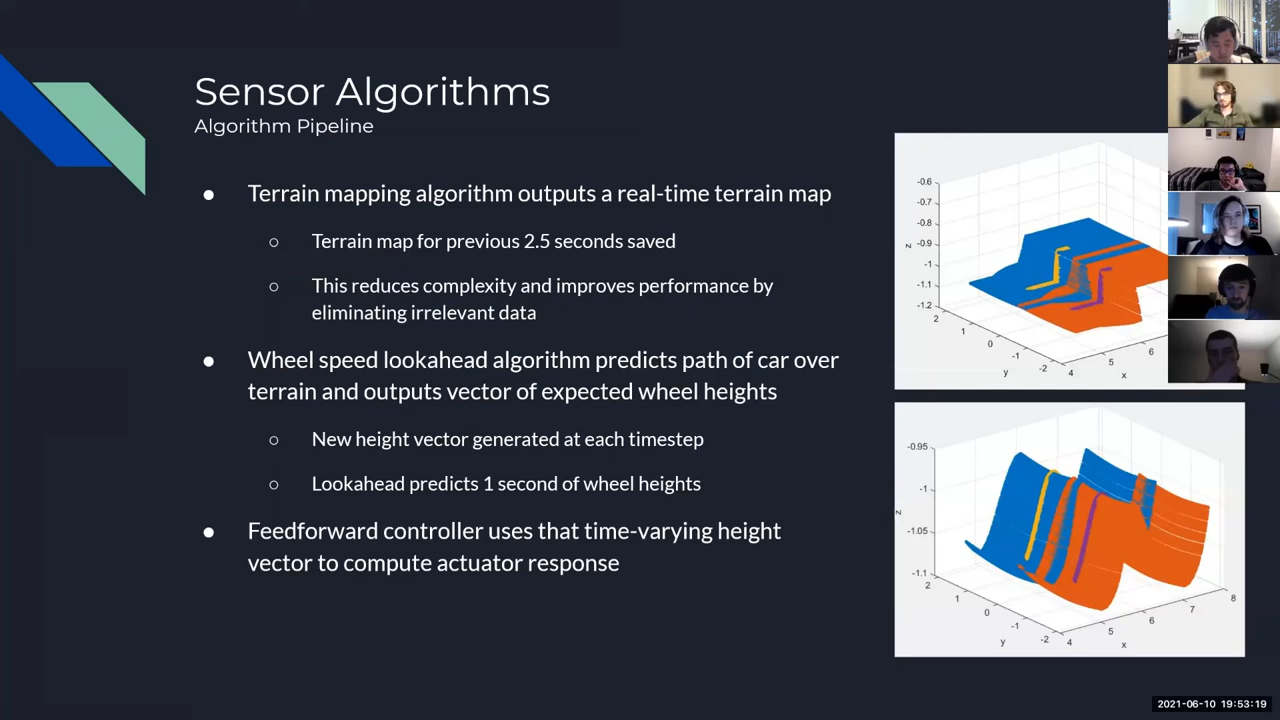 Sensor Algorithms
Algorithm Pipeline
● Terrain mapping algorithm outputs a real-time terrain map
○ Terrain map for previous 2.5 seconds saved
○ This reduces complexity and improves performance by
eliminating irrelevant data
● Wheel speed lookahead algorithm predicts path of car over
terrain and outputs vector of expected wheel heights
○ New height vector generated at each timestep
○ Lookahead predicts 1 second of wheel heights
● Feedforward controller uses that time-varying height
vector to compute actuator response
-0.6
-0.7
-0.8
z
-0.9
-1
-1.1
-1.2
2
1
0
-1
-2
y
4
5
6
x
-0.95
-1
z
-1.05
-1.1
2
1
0
-1
-2
y
4
5
6
7
8
x
2021-06-10 19:53:19